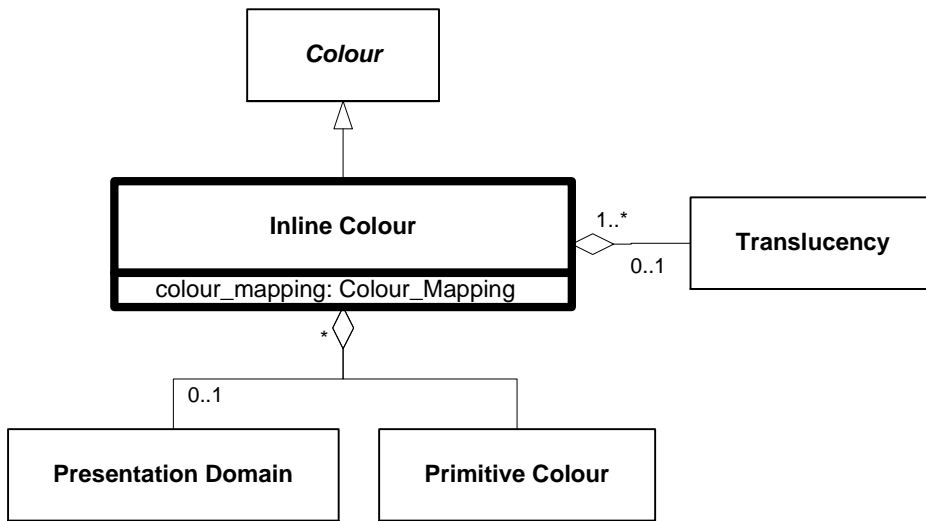 Colour
Inline Colour
colour_mapping: Colour_Mapping
1..*
0..1
Translucency
*
0..1
Presentation Domain
Primitive Colour